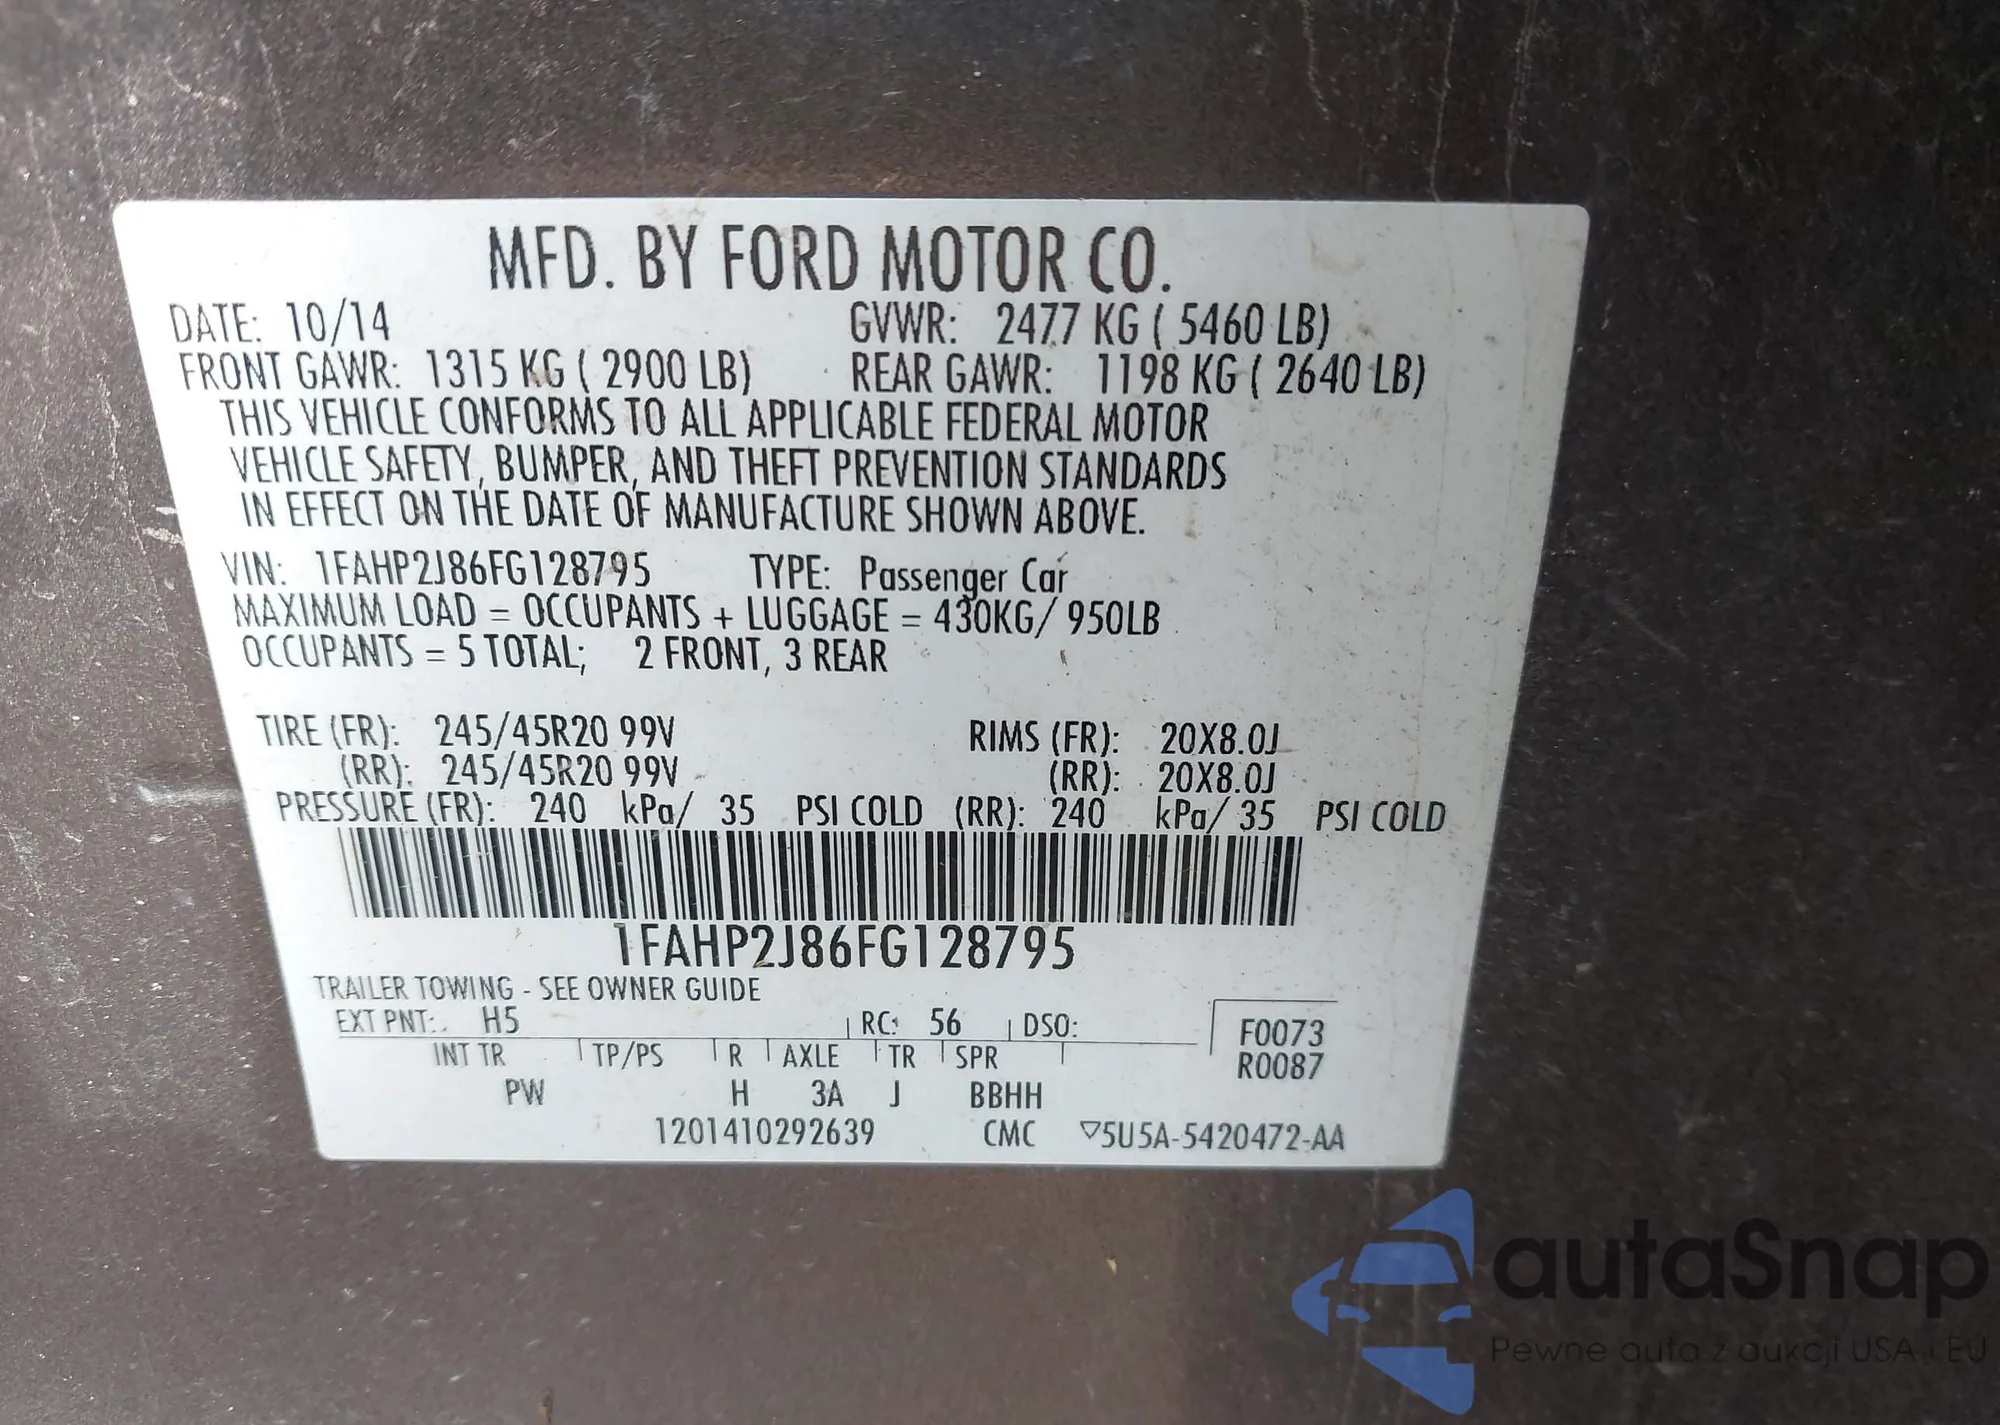 MFD. BY FORD MOTOR CO.
DATE: 10/14 GVWR: 2477 KG ( 5460 LB)
FRONT GAWR: 1315 KG ( 2900 LB) REAR GAWR: 1198 KG ( 2640 LB)
THIS VEHICLE CONFORMS TO ALL APPLICABLE FEDERAL MOTOR
VEHICLE SAFETY, BUMPER, AND THEFT PREVENTION STANDARDS
IN EFFECT ON THE DATE OF MANUFACTURE SHOWN ABOVE.
VIN: 1FAHP2J86FG128795 TYPE: Passenger Car
MAXIMUM LOAD = OCCUPANTS + LUGGAGE = 430KG/ 950LB
OCCUPANTS = 5 TOTAL; 2 FRONT, 3 REAR
TIRE (FR): 245/45R20 99V RIMS (FR): 20X8.0J
(RR): 245/45R20 99V (RR): 20X8.0J
PRESSURE (FR): 240 kPa/ 35 PSI COLD (RR): 240 kPa/ 35 PSI COLD
1FAHP2J86FG128795
TRAILER TOWING - SEE OWNER GUIDE
EXT PNT: H5 RC: 56 DSO: F0073
INT TR TP/PS R AXLE TR SPR R0087
PW H 3A J BBHH
1201410292639 CMC ▽5U5A-5420472-AA
autaSnap
Pewne auto z aukcji USA i EU